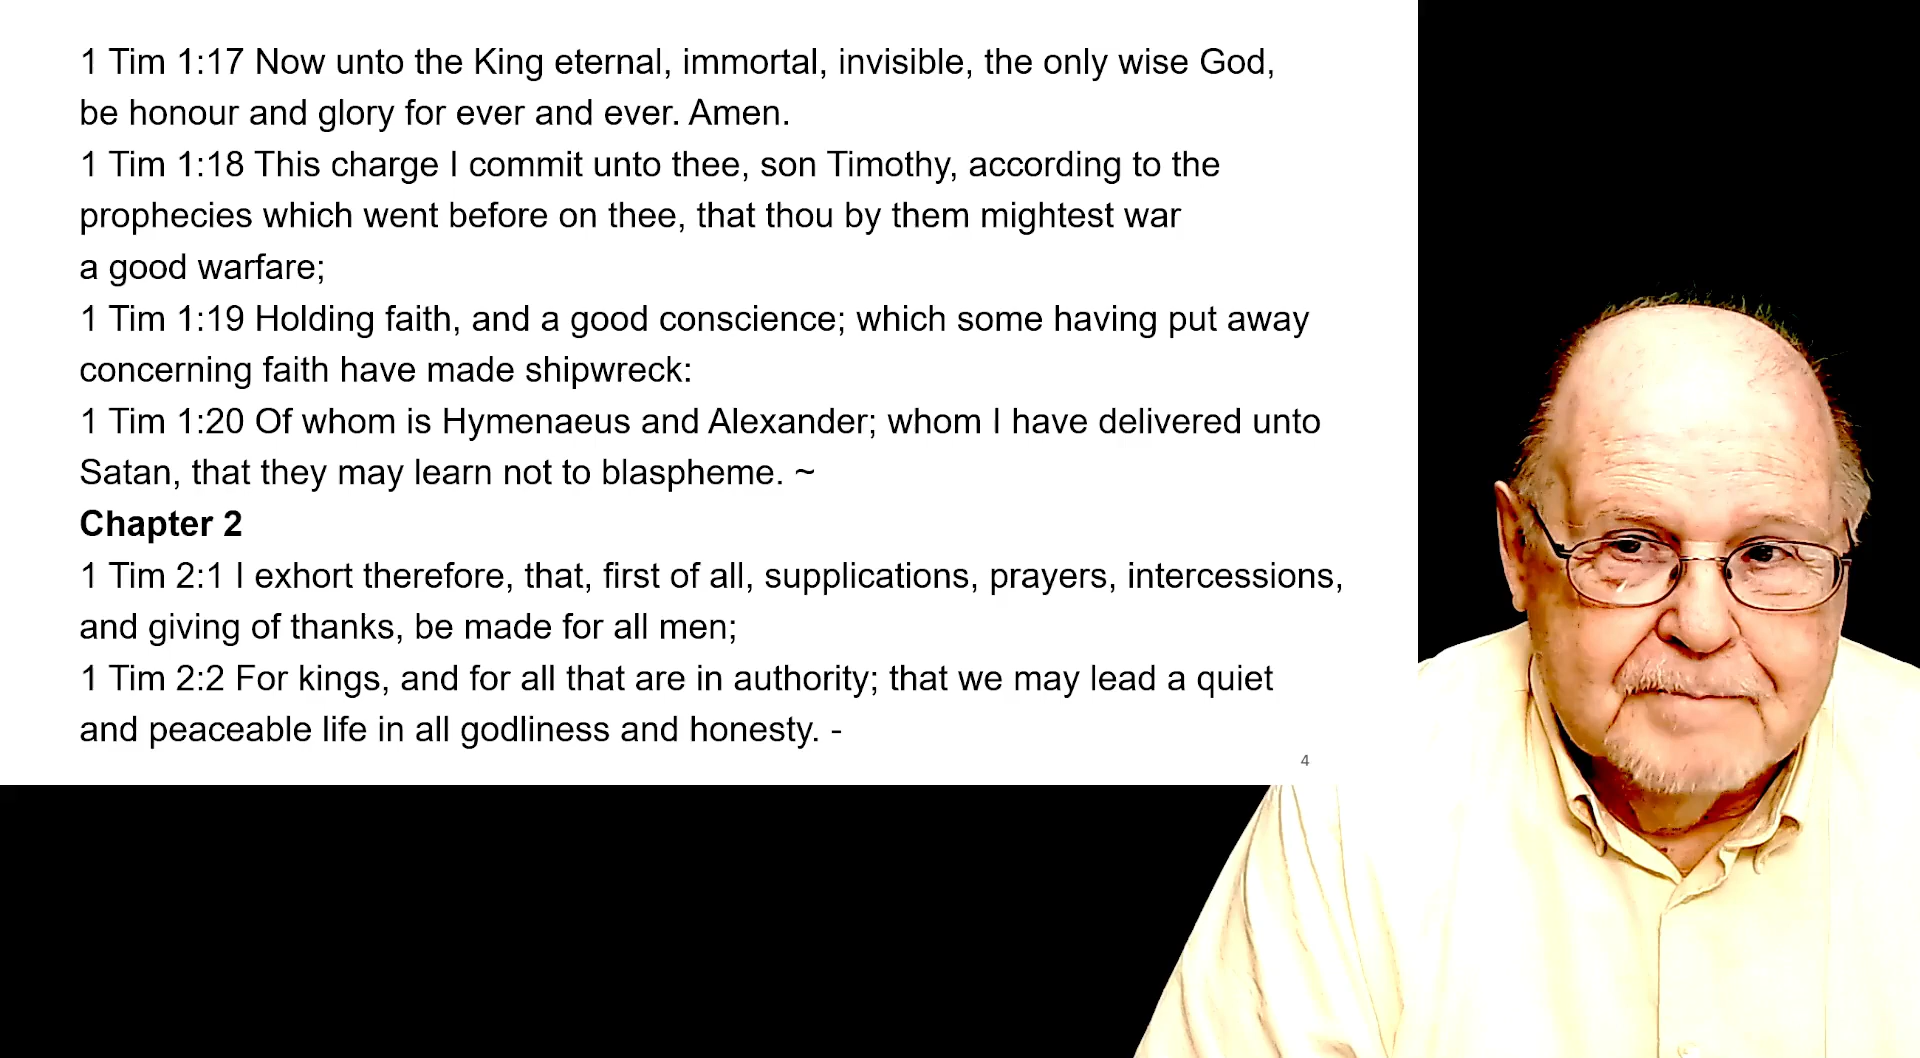 1 Tim 1:17 Now unto the King eternal, immortal, invisible, the only wise God,
be honour and glory for ever and ever. Amen.
1 Tim 1:18 This charge I commit unto thee, son Timothy, according to the
prophecies which went before on thee, that thou by them mightest war
a good warfare;
1 Tim 1:19 Holding faith, and a good conscience; which some having put away
concerning faith have made shipwreck:
1 Tim 1:20 Of whom is Hymenaeus and Alexander; whom I have delivered unto
Satan, that they may learn not to blaspheme. ~
Chapter 2
1 Tim 2:1 I exhort therefore, that, first of all, supplications, prayers, intercessions,
and giving of thanks, be made for all men;
1 Tim 2:2 For kings, and for all that are in authority; that we may lead a quiet
and peaceable life in all godliness and honesty. -
4